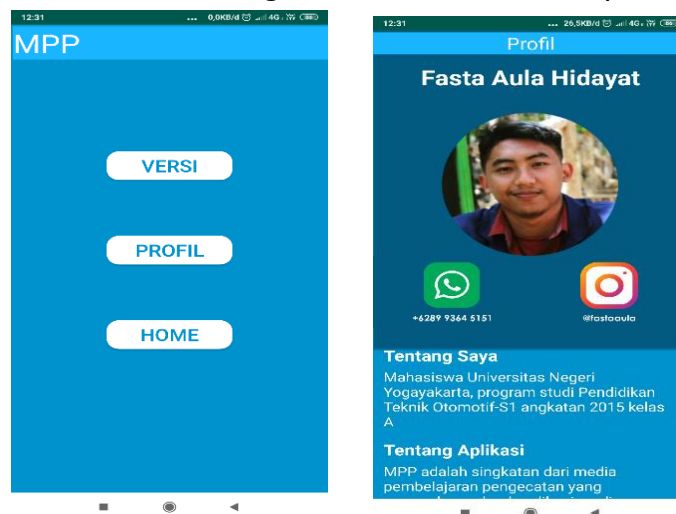 12:31
... 0,0KB/d 4G
MPP
VERSI
PROFIL
HOME
12:31
... 26,5KB/d 4G
Profil
Fasta Aula Hidayat
+6289 9364 5151
@fastaaula
Tentang Saya
Mahasiswa Universitas Negeri
Yogayakarta, program studi Pendidikan
Teknik Otomotif-S1 angkatan 2015 kelas
A
Tentang Aplikasi
MPP adalah singkatan dari media
pembelajaran pengecatan yang